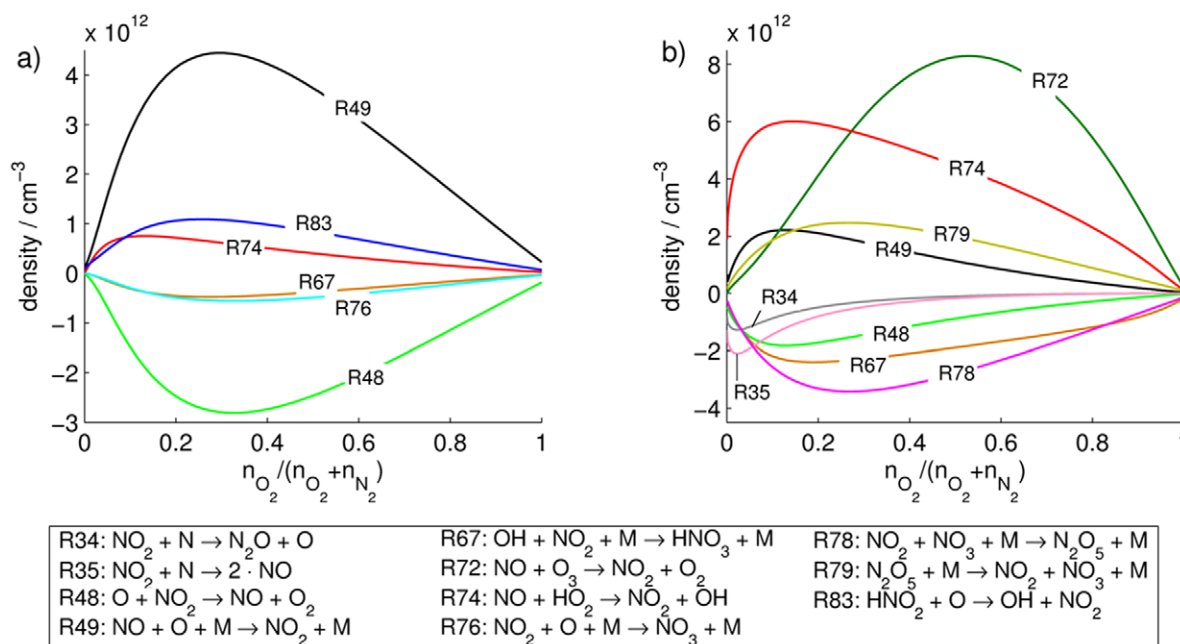 a)
× 10¹²
density / cm⁻³
4
3
2
1
0
−1
−2
−3
R49
R83
R74
R67
R76
R48
0 0.2 0.4 0.6 0.8 1
n_O₂/(n_O₂+n_N₂)
b)
× 10¹²
density / cm⁻³
8
6
4
2
0
−2
−4
R72
R74
R79
R49
R34
R48
R67
R35
R78
0 0.2 0.4 0.6 0.8 1
n_O₂/(n_O₂+n_N₂)
R34: NO₂ + N → N₂O + O
R35: NO₂ + N → 2 · NO
R48: O + NO₂ → NO + O₂
R49: NO + O + M → NO₂ + M
R67: OH + NO₂ + M → HNO₃ + M
R72: NO + O₃ → NO₂ + O₂
R74: NO + HO₂ → NO₂ + OH
R76: NO₂ + O + M → NO₃ + M
R78: NO₂ + NO₃ + M → N₂O₅ + M
R79: N₂O₅ + M → NO₂ + NO₃ + M
R83: HNO₂ + O → OH + NO₂